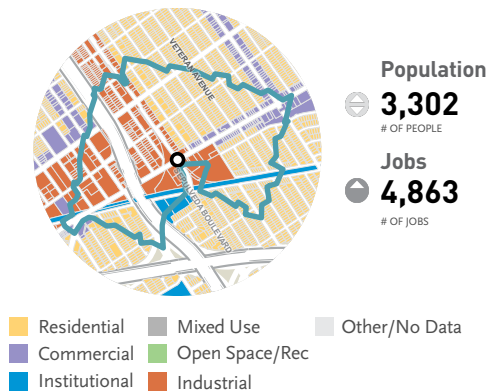 VETERAN AVENUE
SEPULVEDA BOULEVARD
Population
3,302
# OF PEOPLE
Jobs
4,863
# OF JOBS
Residential
Mixed Use
Other/No Data
Commercial
Open Space/Rec
Institutional
Industrial